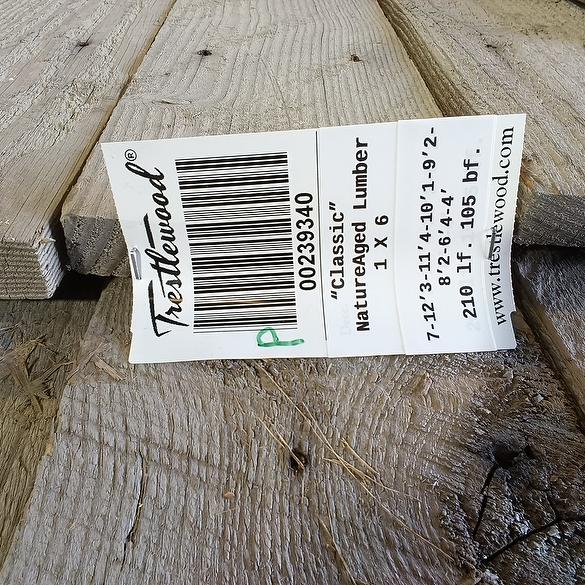 Trestlewood®
00239340
"Classic"
NatureAged Lumber
1 X 6
7-12'3-11'4-10'1-9'2-
8'2-6'4-4'
210 lf. 105 bf.
www.trestlewood.com
P